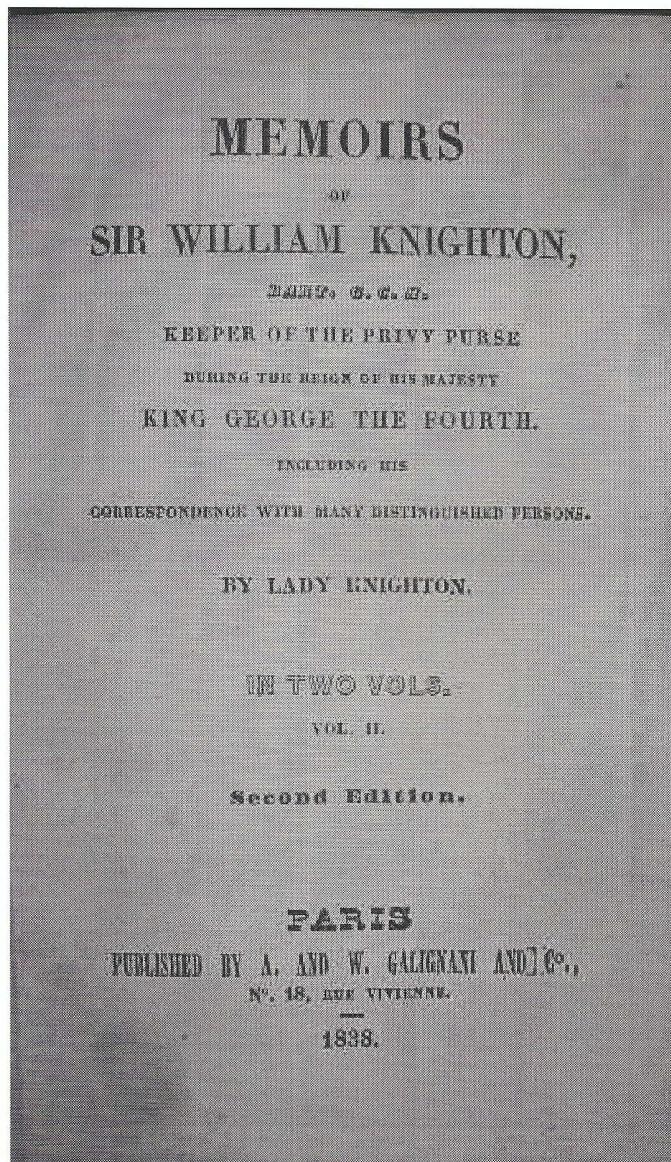 MEMOIRS
OF
SIR WILLIAM KNIGHTON,
BART. G.C.H.
KEEPER OF THE PRIVY PURSE
DURING THE REIGN OF HIS MAJESTY
KING GEORGE THE FOURTH.
INCLUDING HIS
CORRESPONDENCE WITH MANY DISTINGUISHED PERSONS.
BY LADY KNIGHTON.
IN TWO VOLS.
VOL. II.
Second Edition.
PARIS
PUBLISHED BY A. AND W. GALIGNANI AND Cº.,
Nº. 18, RUE VIVIENNE.
1838.